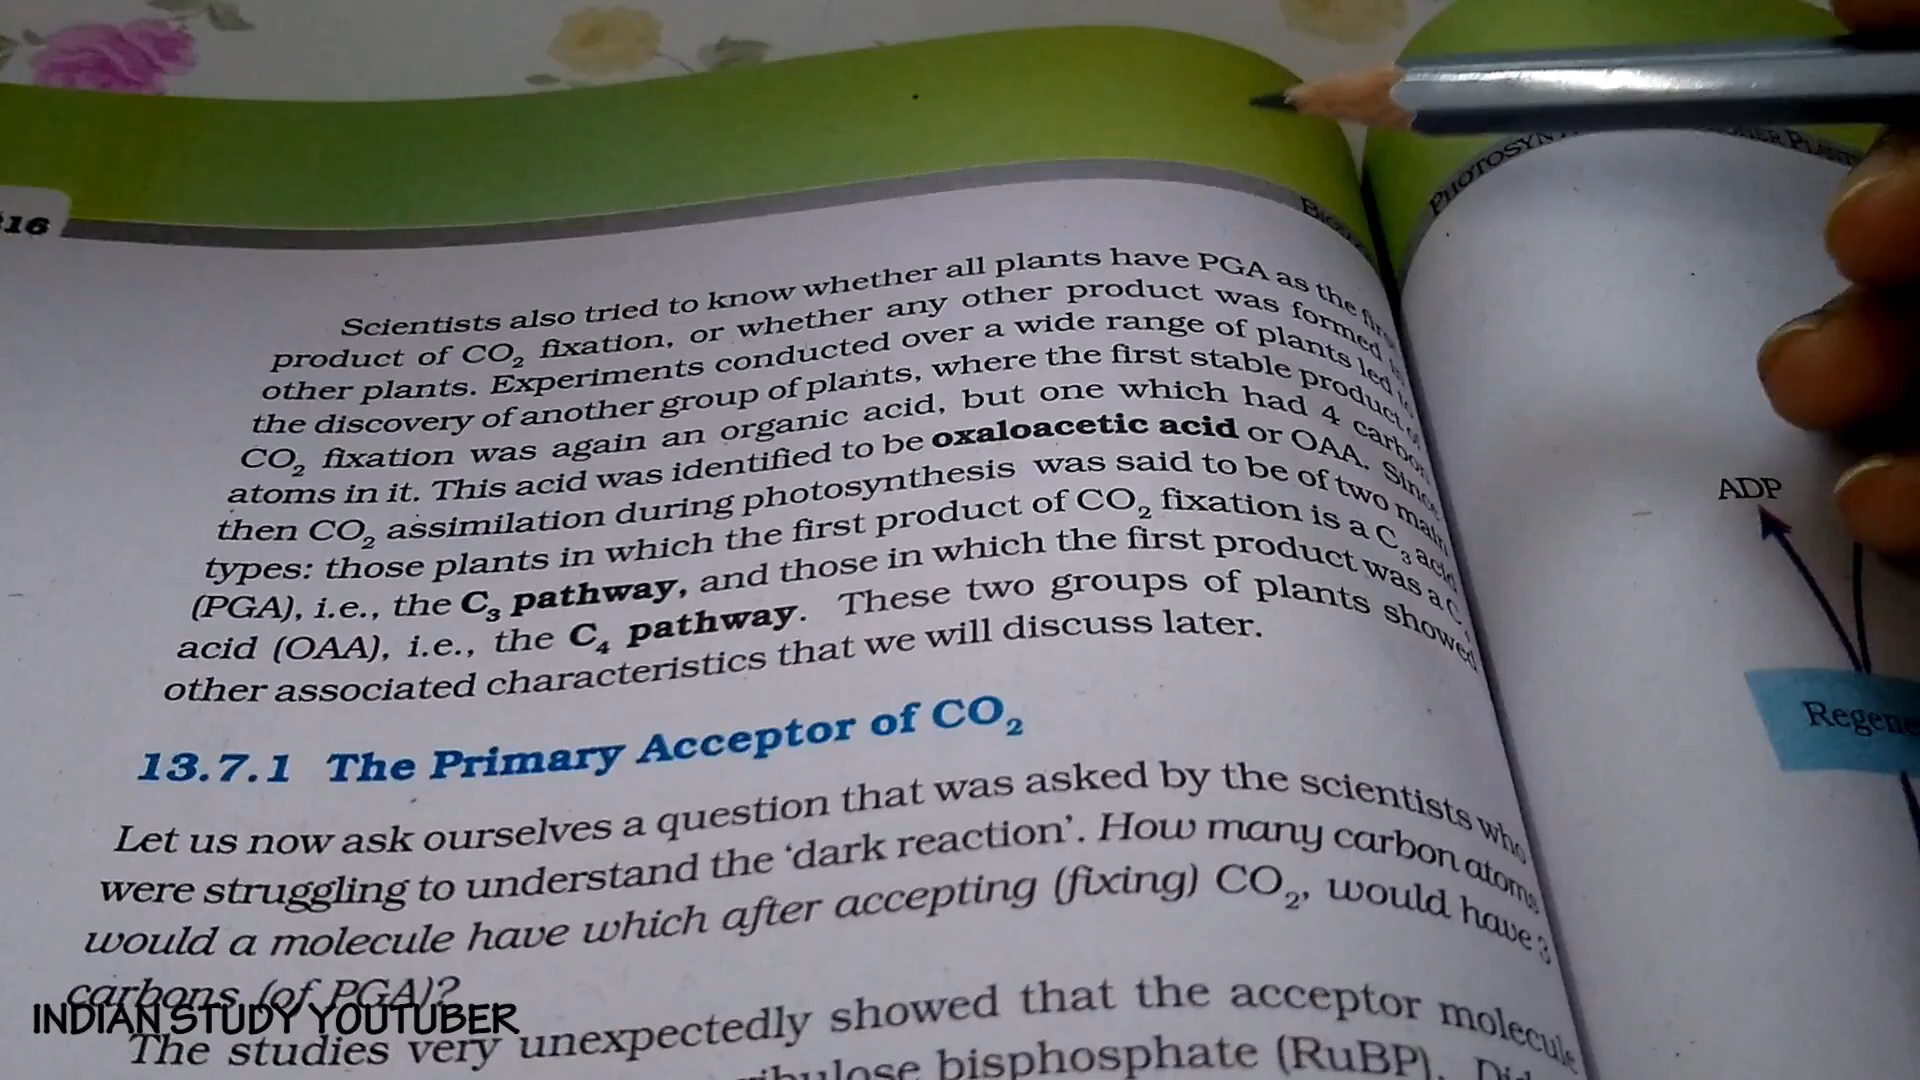 316
BIOLOGY
Scientists also tried to know whether all plants have PGA as the first
product of CO2 fixation, or whether any other product was formed in
other plants. Experiments conducted over a wide range of plants led to
the discovery of another group of plants, where the first stable product of
CO2 fixation was again an organic acid, but one which had 4 carbon
atoms in it. This acid was identified to be oxaloacetic acid or OAA. Since
then CO2 assimilation during photosynthesis was said to be of two main
types: those plants in which the first product of CO2 fixation is a C3 acid
(PGA), i.e., the C3 pathway, and those in which the first product was a C
acid (OAA), i.e., the C4 pathway. These two groups of plants showed
other associated characteristics that we will discuss later.
13.7.1 The Primary Acceptor of CO2
Let us now ask ourselves a question that was asked by the scientists who
were struggling to understand the ‘dark reaction’. How many carbon atoms
would a molecule have which after accepting (fixing) CO2, would have 3
carbons (of PGA)?
The studies very unexpectedly showed that the acceptor molecule
ribulose bisphosphate (RuBP).
PHOTOSYN HER PLANTS
ADP
Regene
INDIAN STUDY YOUTUBER